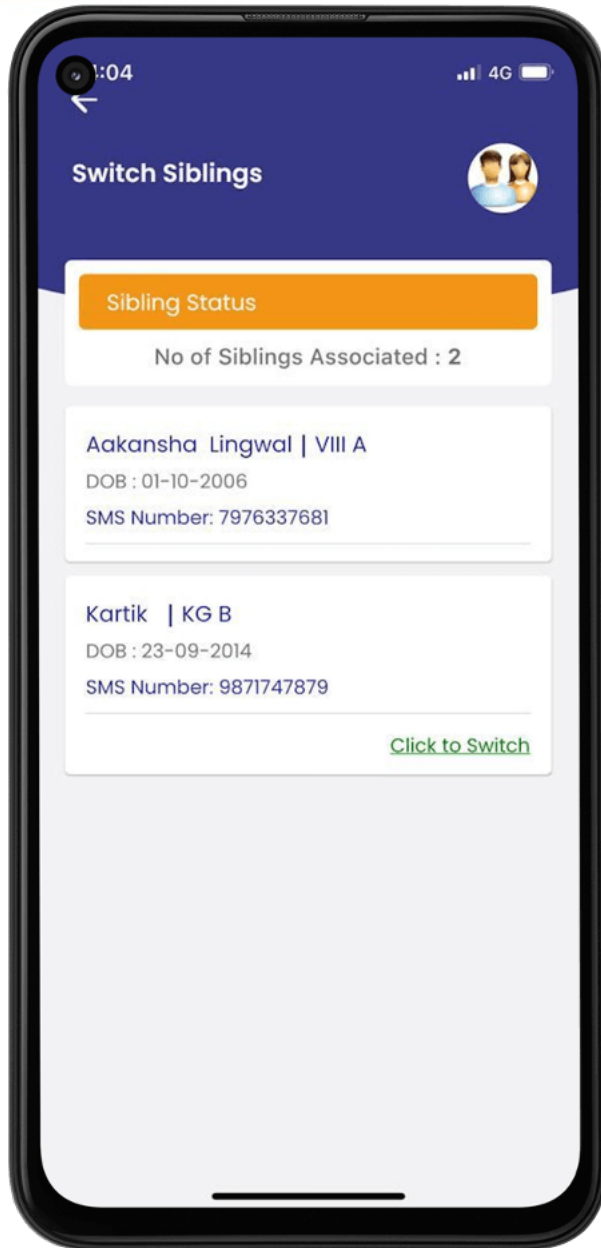 :04
4G
Switch Siblings
Sibling Status
No of Siblings Associated : 2
Aakansha Lingwal | VIII A
DOB : 01-10-2006
SMS Number: 7976337681
Kartik | KG B
DOB : 23-09-2014
SMS Number: 9871747879
Click to Switch